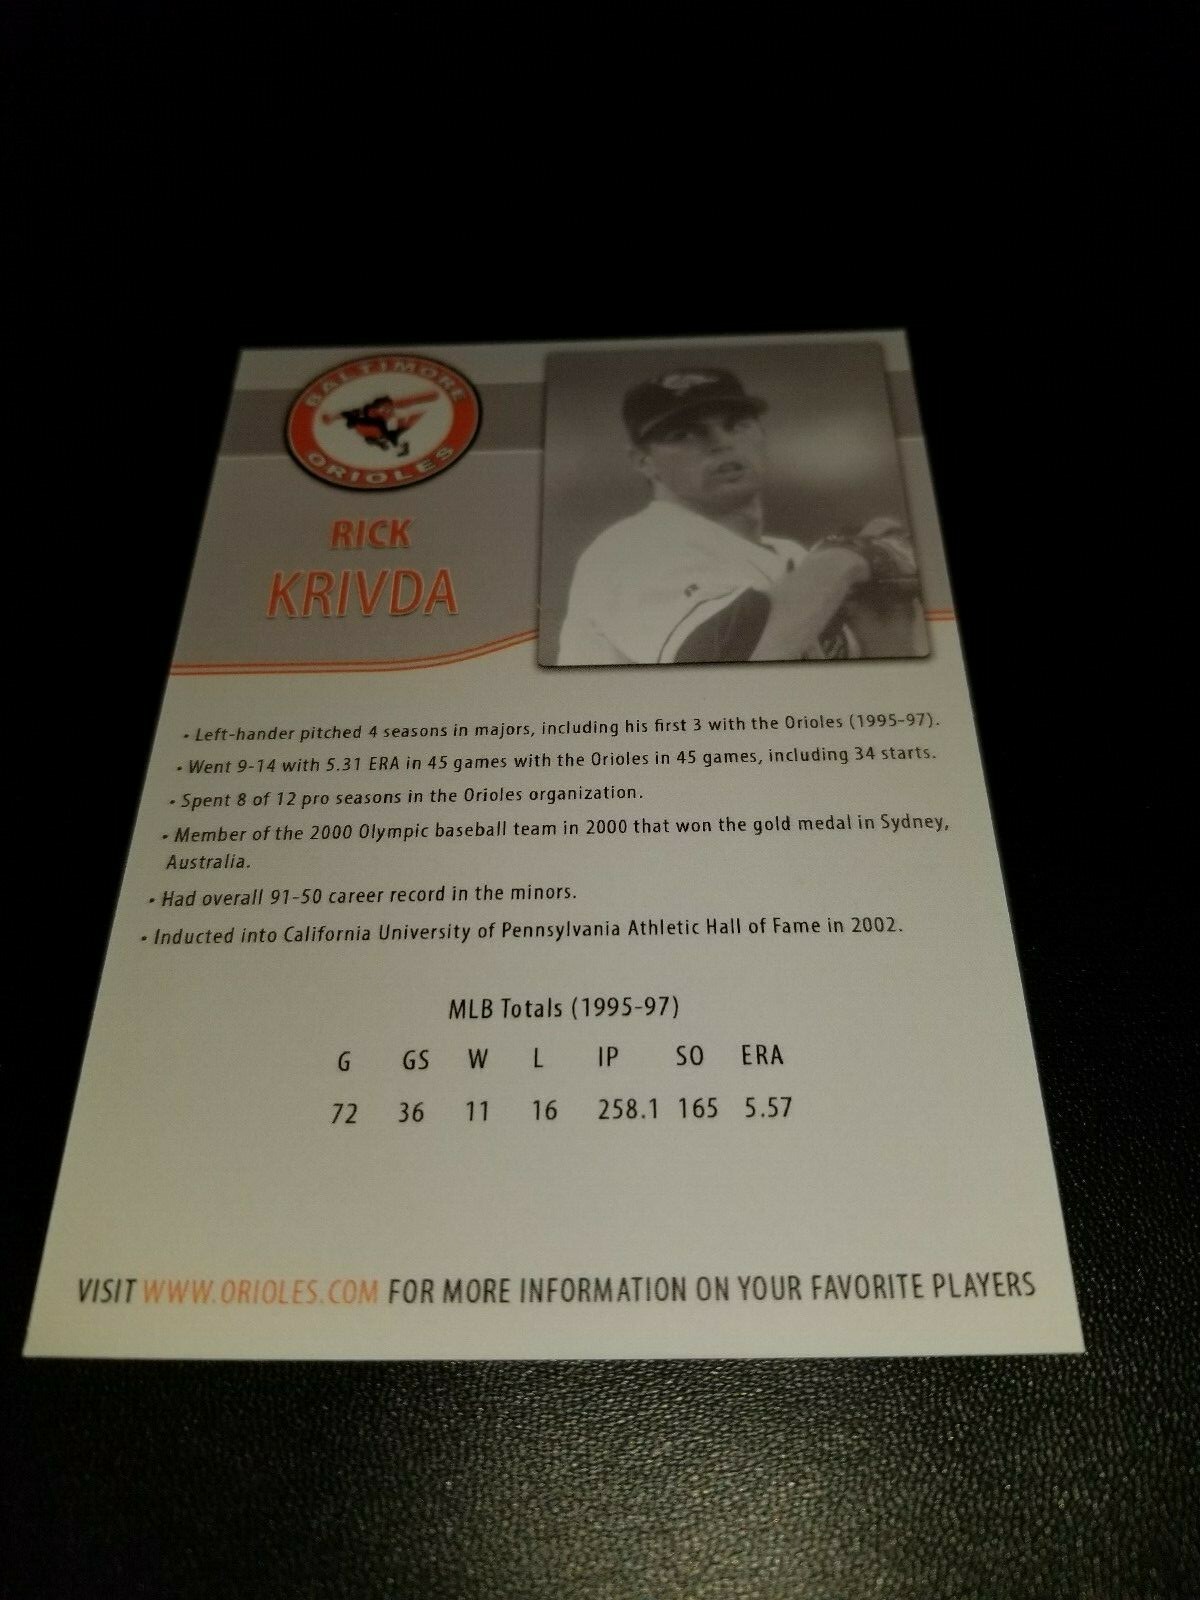 BALTIMORE
ORIOLES
RICK
KRIVDA
• Left-hander pitched 4 seasons in majors, including his first 3 with the Orioles (1995-97).
• Went 9-14 with 5.31 ERA in 45 games with the Orioles in 45 games, including 34 starts.
• Spent 8 of 12 pro seasons in the Orioles organization.
• Member of the 2000 Olympic baseball team in 2000 that won the gold medal in Sydney,
Australia.
• Had overall 91-50 career record in the minors.
• Inducted into California University of Pennsylvania Athletic Hall of Fame in 2002.
MLB Totals (1995-97)
G GS W L IP SO ERA
72 36 11 16 258.1 165 5.57
VISIT WWW.ORIOLES.COM FOR MORE INFORMATION ON YOUR FAVORITE PLAYERS